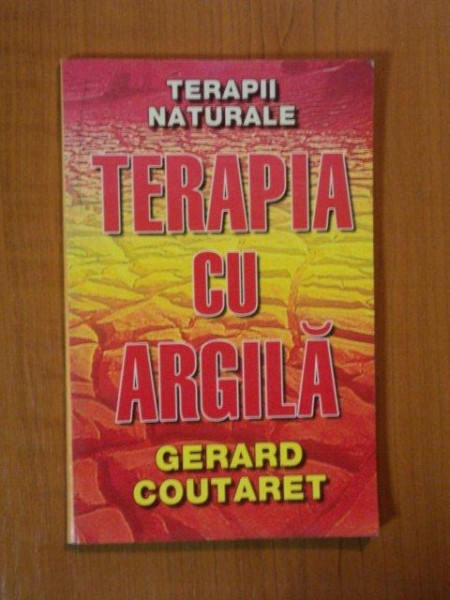 TERAPII
NATURALE
TERAPIA
CU
ARGILĂ
GERARD
COUTARET